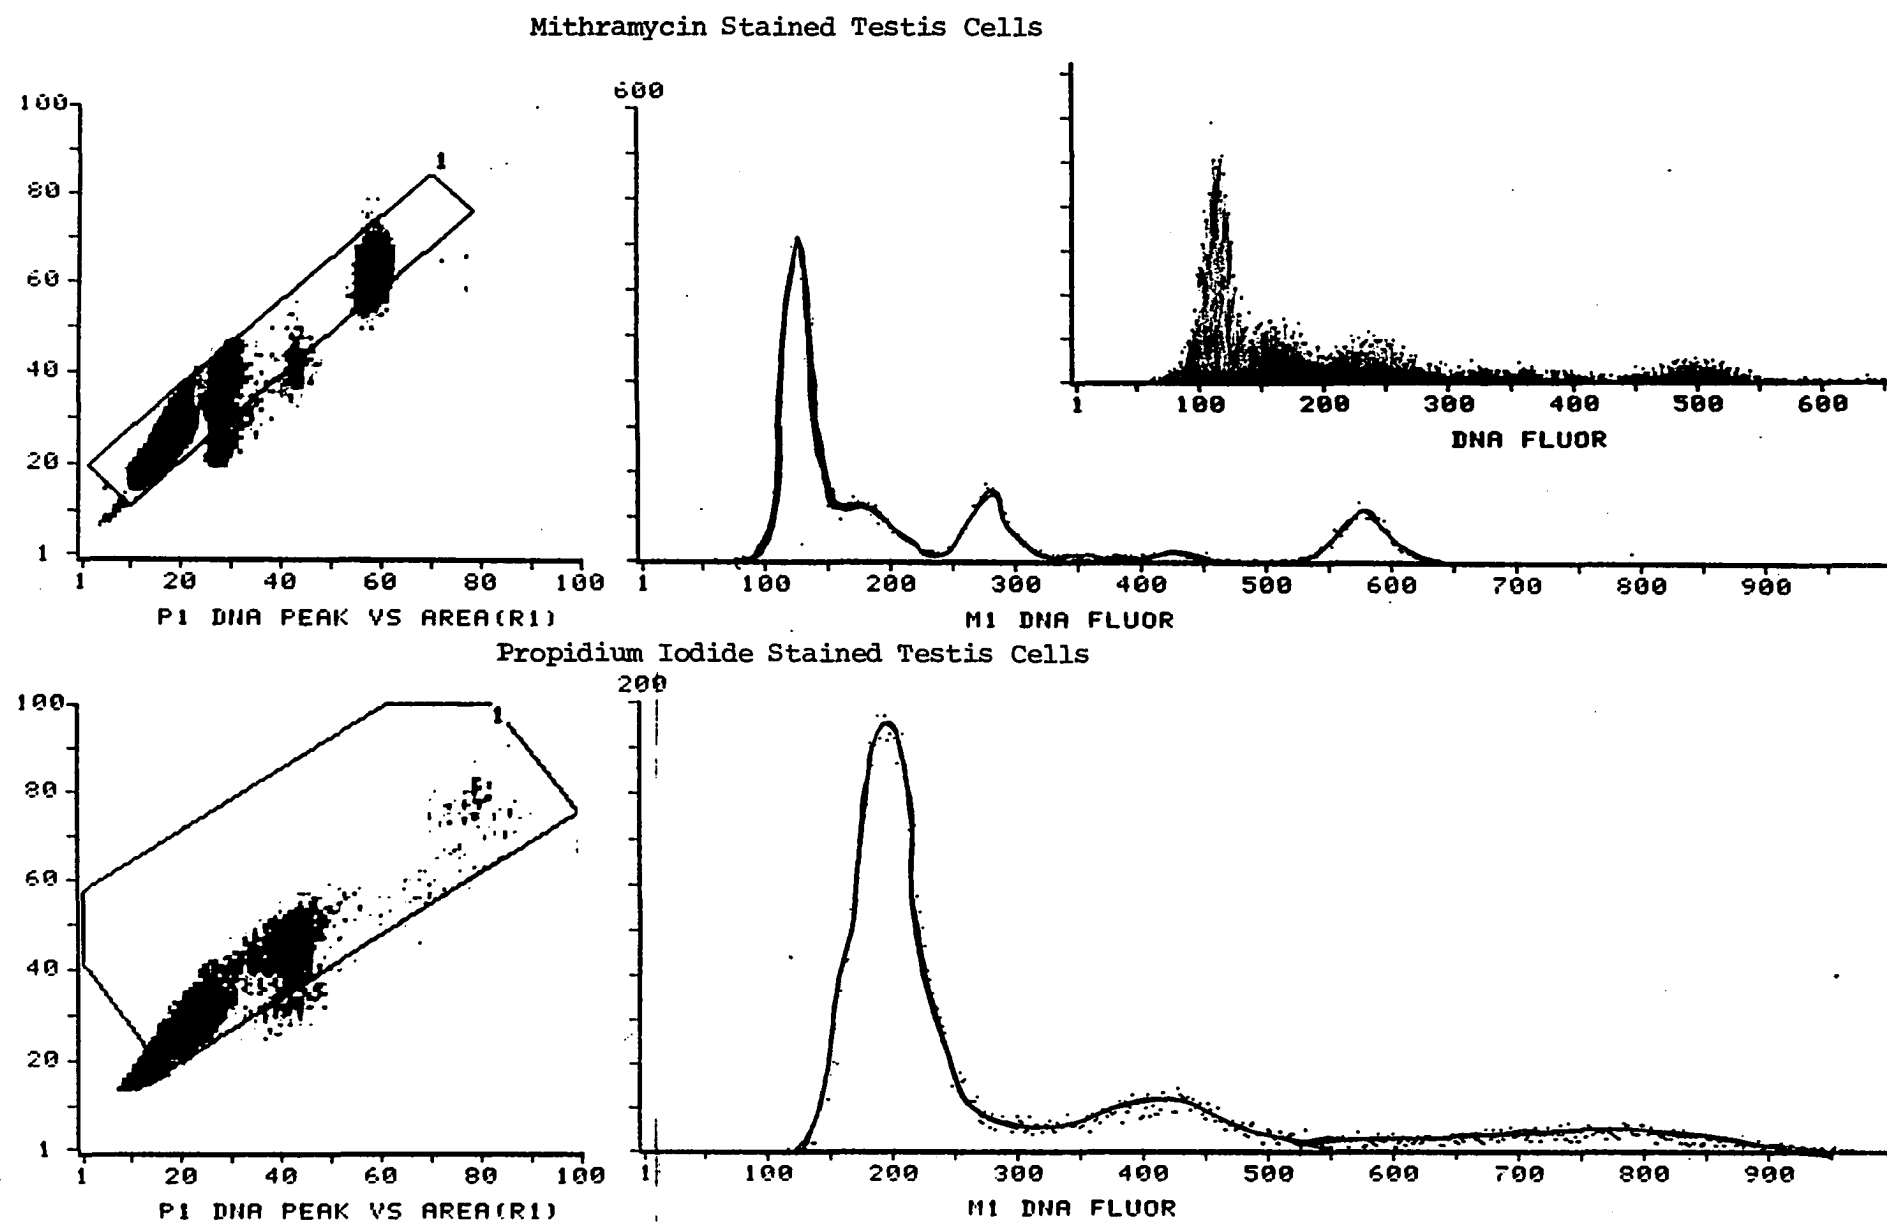 Mithramycin Stained Testis Cells
100
80
60
40
20
1
1
1 20 40 60 80 100
P1 DNA PEAK VS AREA(R1)
600
1 100 200 300 400 500 600 700 800 900
M1 DNA FLUOR
1 100 200 300 400 500 600
DNA FLUOR
Propidium Iodide Stained Testis Cells
100
80
60
40
20
1
1
1 20 40 60 80 100
P1 DNA PEAK VS AREA(R1)
200
1 100 200 300 400 500 600 700 800 900
M1 DNA FLUOR